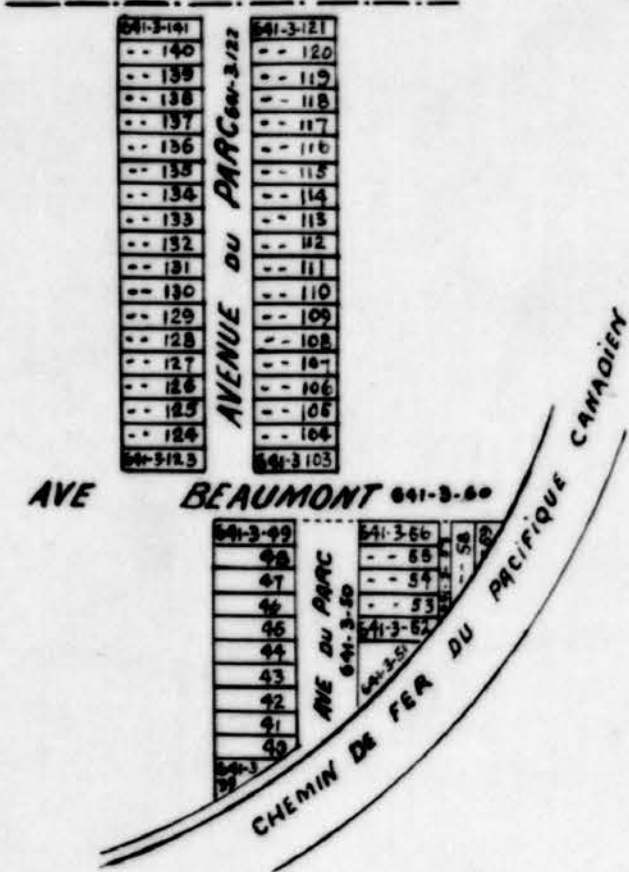 641-3-141
- - 140
- - 139
- - 138
- - 137
- - 136
- - 135
- - 134
- - 133
- - 132
- - 131
- - 130
- - 129
- - 128
- - 127
- - 126
- - 125
- - 124
641-3-123
AVENUE DU PARC 641-3-122
641-3-121
- - 120
- - 119
- - 118
- - 117
- - 116
- - 115
- - 114
- - 113
- - 112
- - 111
- - 110
- - 109
- - 108
- - 107
- - 106
- - 105
- - 104
641-3-103
AVE BEAUMONT 641-3-60
641-3-49
48
47
46
45
44
43
42
41
40
641-3
39
AVE DU PARC
641-3-50
641-3-56
- - 55
- - 54
- - 53
641-3-52
641-3-51
- - 58
- 59
CHEMIN DE FER DU PACIFIQUE CANADIEN